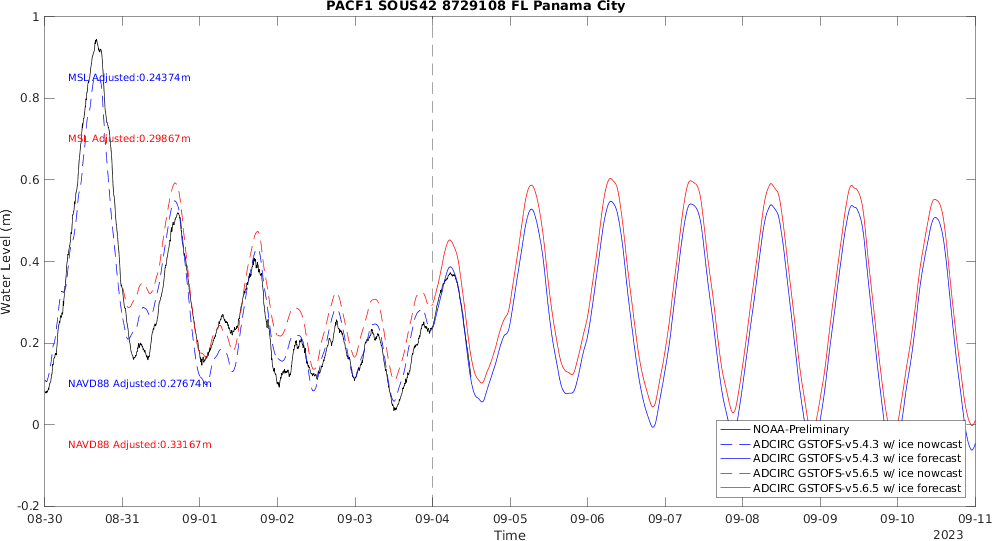 PACF1 SOUS42 8729108 FL Panama City
1
0.8
0.6
0.4
0.2
0
-0.2
Water Level (m)
MSL Adjusted:0.24374m
MSL Adjusted:0.29867m
NAVD88 Adjusted:0.27674m
NAVD88 Adjusted:0.33167m
NOAA-Preliminary
ADCIRC GSTOFS-v5.4.3 w/ ice nowcast
ADCIRC GSTOFS-v5.4.3 w/ ice forecast
ADCIRC GSTOFS-v5.6.5 w/ ice nowcast
ADCIRC GSTOFS-v5.6.5 w/ ice forecast
08-30 08-31 09-01 09-02 09-03 09-04 09-05 09-06 09-07 09-08 09-09 09-10 09-11
Time
2023